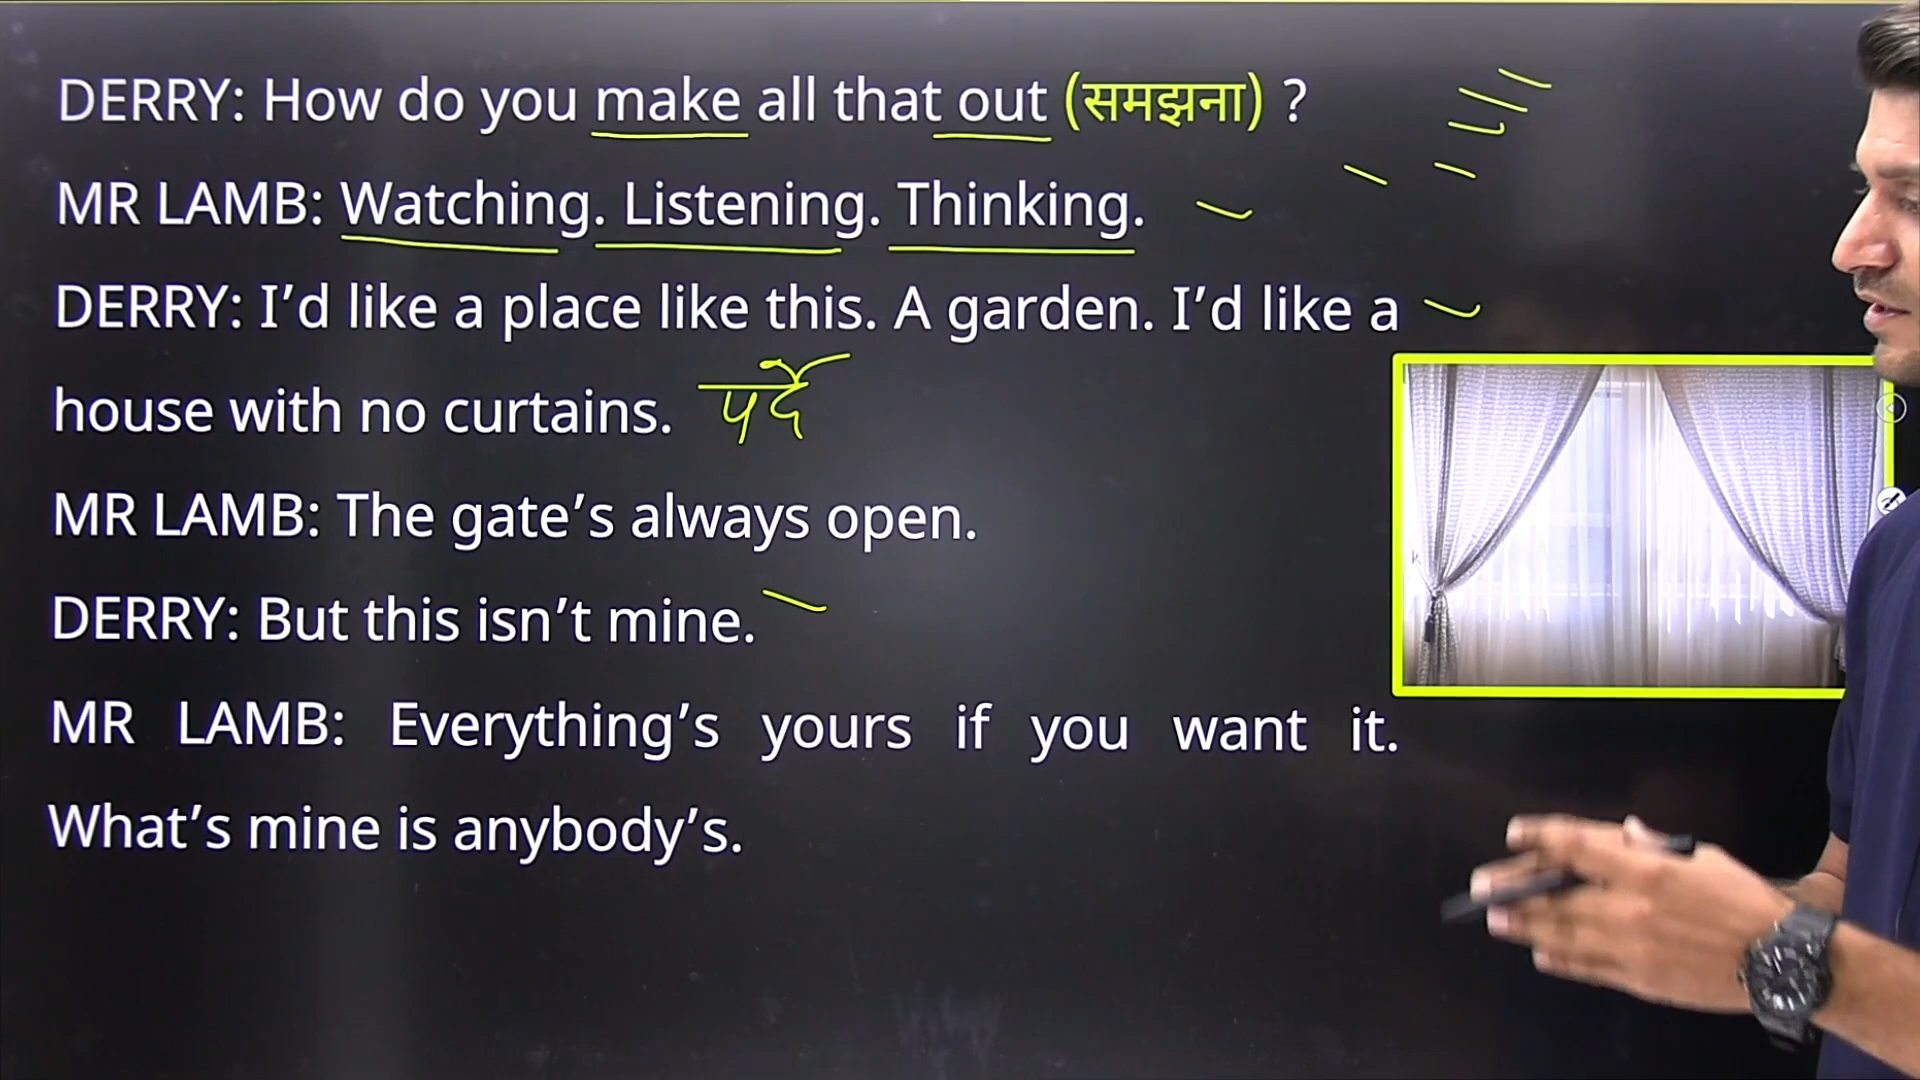 DERRY: How do you make all that out (समझना) ?
MR LAMB: Watching. Listening. Thinking.
DERRY: I’d like a place like this. A garden. I’d like a
house with no curtains. पर्दे
MR LAMB: The gate’s always open.
DERRY: But this isn’t mine.
MR LAMB: Everything’s yours if you want it.
What’s mine is anybody’s.